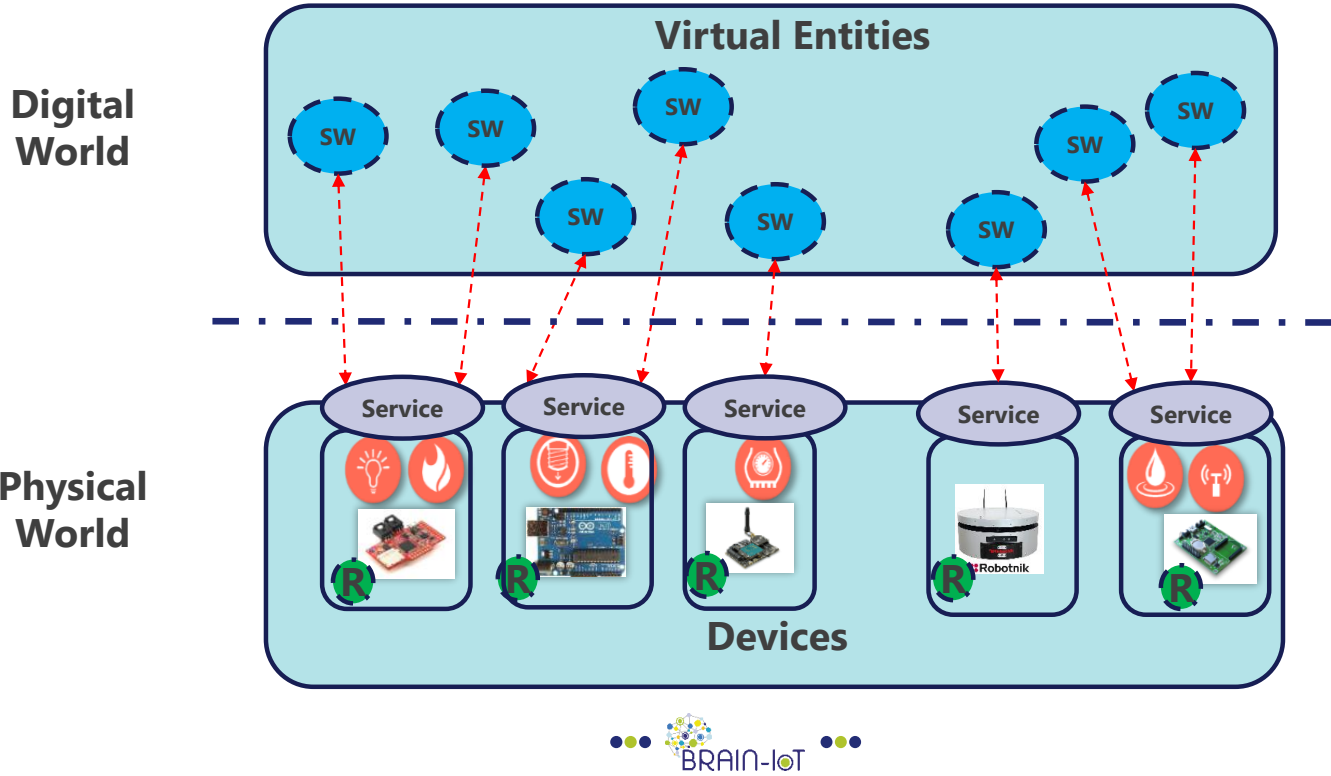 Virtual Entities
Digital
World
SW
SW
SW
SW
SW
SW
SW
SW
Service
Service
Service
Service
Service
Physical
World
Robotnik
R
R
R
R
R
Devices
BRAIN-IoT